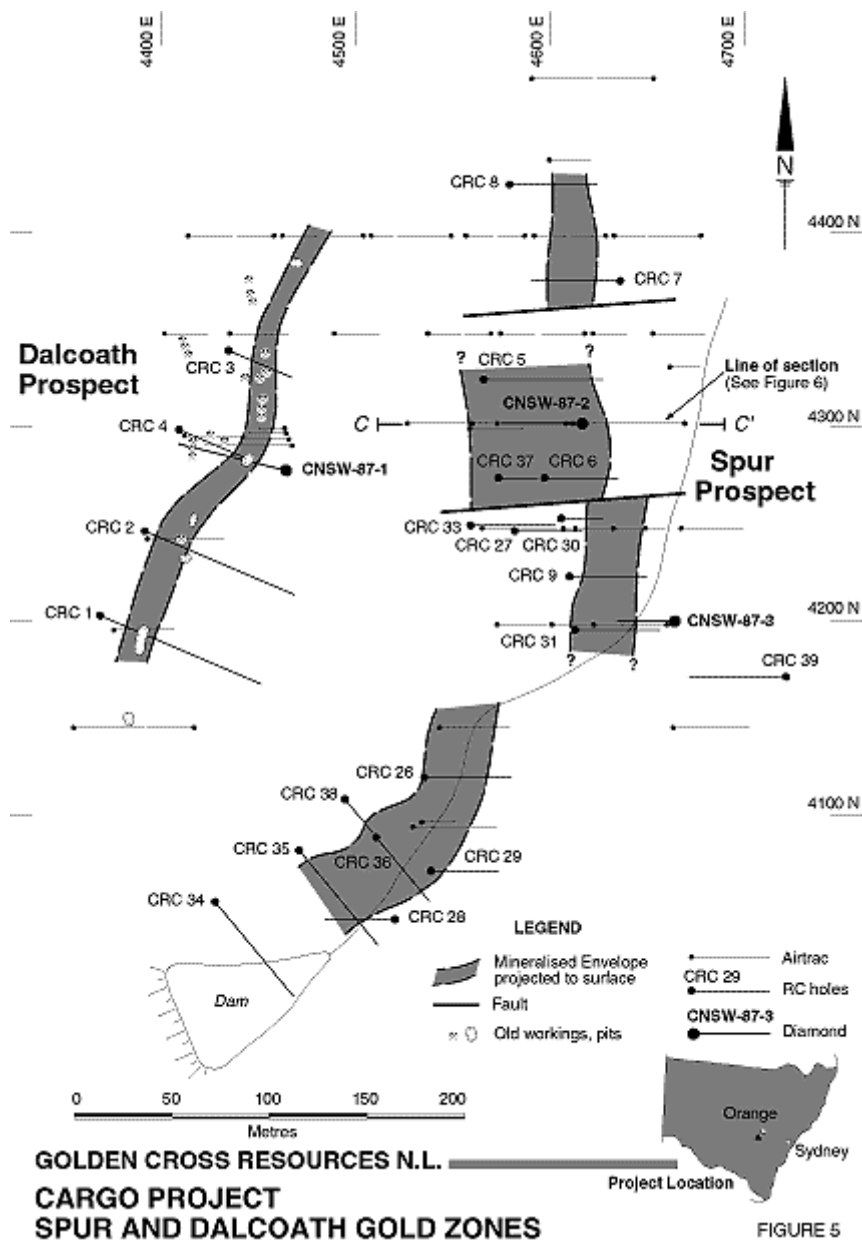 4400
4500
4600
4700
N
CRC 8
4400 N
CRC 7
Dalcoath
Prospect
CRC 3
?
?
CRC 5
Line of section
(See Figure 6)
CNSW-87-2
CRC 4
C
C'
4300 N
CNSW-87-1
CRC 37
CRC 6
Spur
Prospect
CRC 2
CRC 33
CRC 27
CRC 30
CRC 9
CRC 1
4200 N
CNSW-87-3
CRC 31
?
?
CRC 39
CRC 26
CRC 38
4100 N
CRC 35
CRC 36
CRC 29
CRC 34
CRC 28
Dam
LEGEND
Mineralised Envelope
projected to surface
Fault
Old workings, pits
Airtrac
CRC 29
RC holes
CNSW-87-3
Diamond
0 50 100 150 200
Metres
Orange
Sydney
Project Location
GOLDEN CROSS RESOURCES N.L.
CARGO PROJECT
SPUR AND DALCOATH GOLD ZONES
FIGURE 5